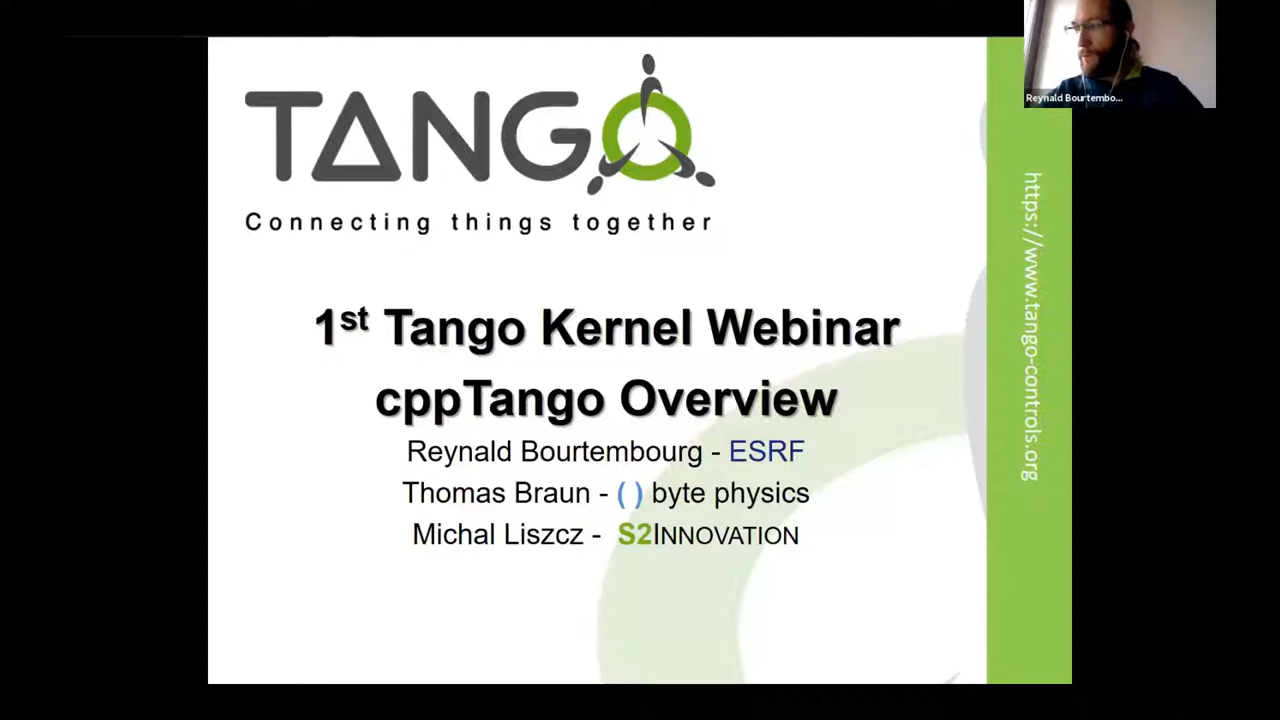 TANGO
Connecting things together
1st Tango Kernel Webinar
cppTango Overview
Reynald Bourtembourg - ESRF
Thomas Braun - ( ) byte physics
Michal Liszcz - S2INNOVATION
https://www.tango-controls.org
Reynald Bourtembo...